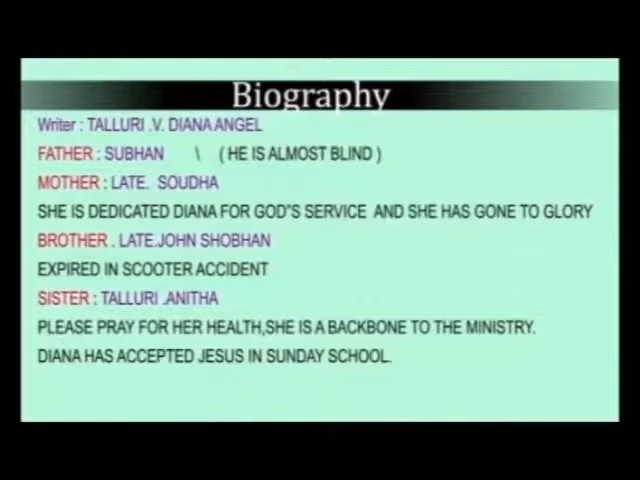 Biography
Writer : TALLURI .V. DIANA ANGEL
FATHER : SUBHAN \ ( HE IS ALMOST BLIND )
MOTHER : LATE. SOUDHA
SHE IS DEDICATED DIANA FOR GOD"S SERVICE AND SHE HAS GONE TO GLORY
BROTHER . LATE.JOHN SHOBHAN
EXPIRED IN SCOOTER ACCIDENT
SISTER : TALLURI .ANITHA
PLEASE PRAY FOR HER HEALTH,SHE IS A BACKBONE TO THE MINISTRY.
DIANA HAS ACCEPTED JESUS IN SUNDAY SCHOOL.